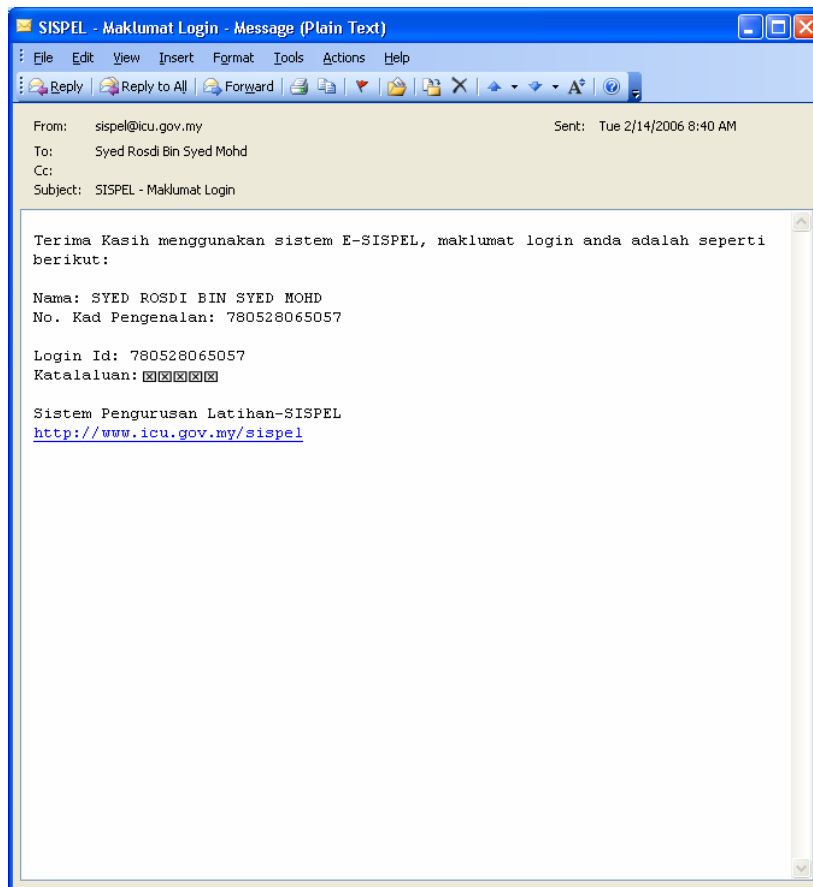 SISPEL - Maklumat Login - Message (Plain Text)
File Edit View Insert Format Tools Actions Help
Reply Reply to All Forward
From: sispel@icu.gov.my Sent: Tue 2/14/2006 8:40 AM
To: Syed Rosdi Bin Syed Mohd
Cc:
Subject: SISPEL - Maklumat Login
Terima Kasih menggunakan sistem E-SISPEL, maklumat login anda adalah seperti
berikut:
Nama: SYED ROSDI BIN SYED MOHD
No. Kad Pengenalan: 780528065057
Login Id: 780528065057
Katalaluan:
Sistem Pengurusan Latihan-SISPEL
http://www.icu.gov.my/sispel